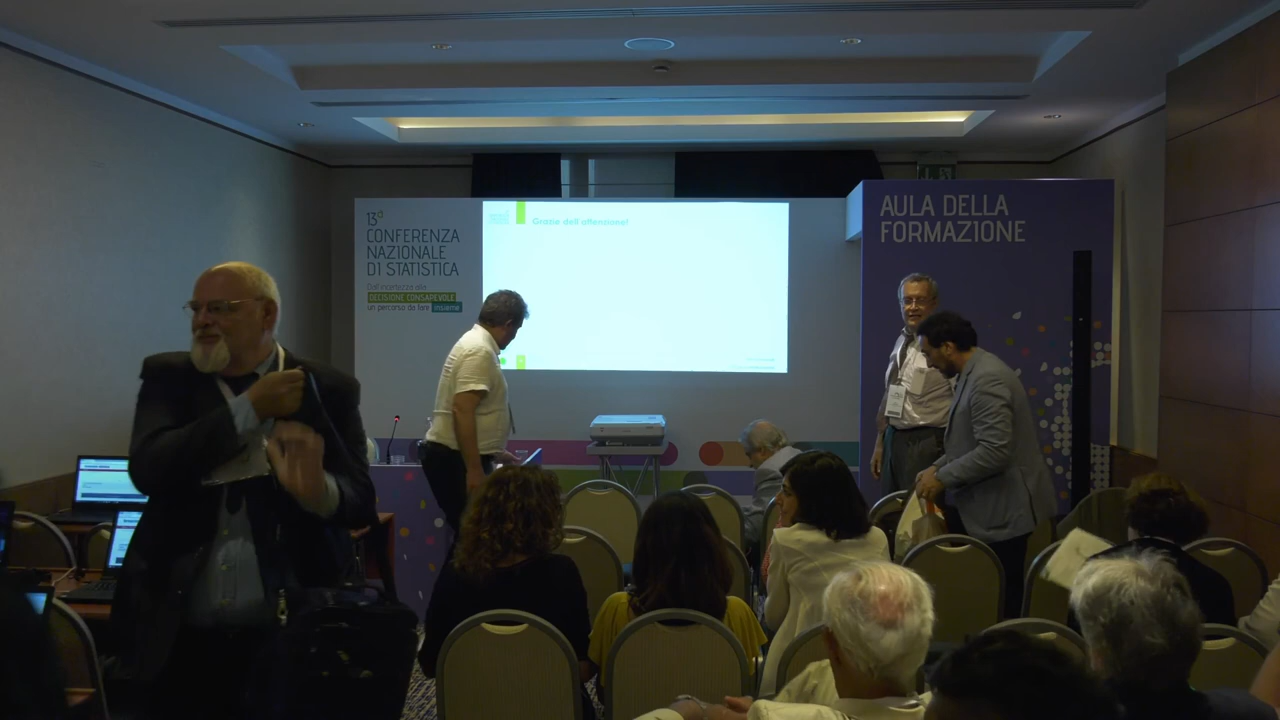 13ª
CONFERENZA
NAZIONALE
DI STATISTICA
Dall'incertezza alla
DECISIONE CONSAPEVOLE
un percorso da fare insieme
Grazie dell'attenzione!
AULA DELLA
FORMAZIONE